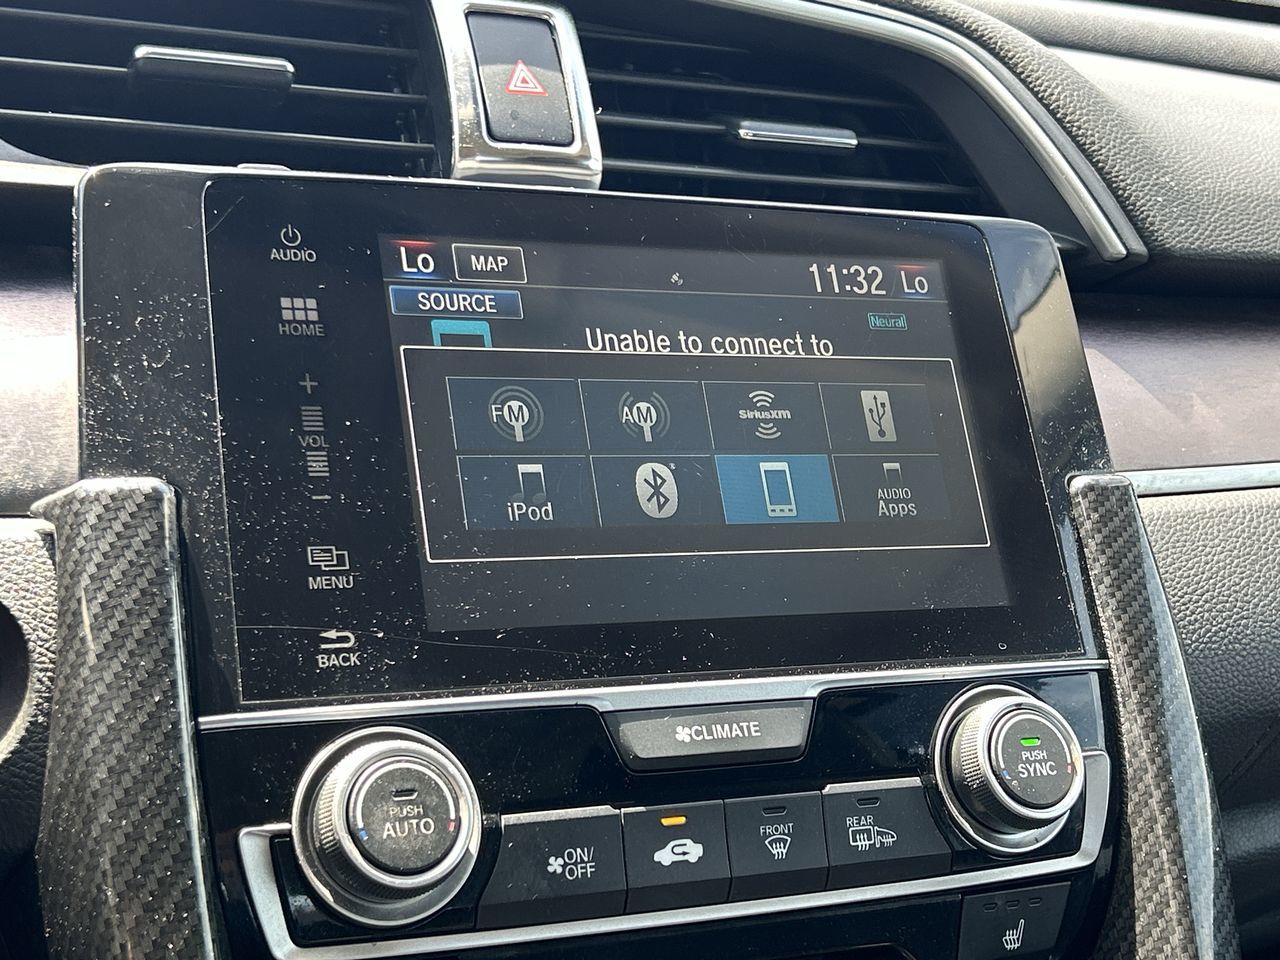 AUDIO
HOME
+
VOL
−
MENU
BACK
Lo
MAP
11:32
Lo
SOURCE
Neural
Unable to connect to
FM
AM
SiriusXM
iPod
AUDIO
Apps
CLIMATE
PUSH
AUTO
PUSH
SYNC
ON/
OFF
FRONT
REAR